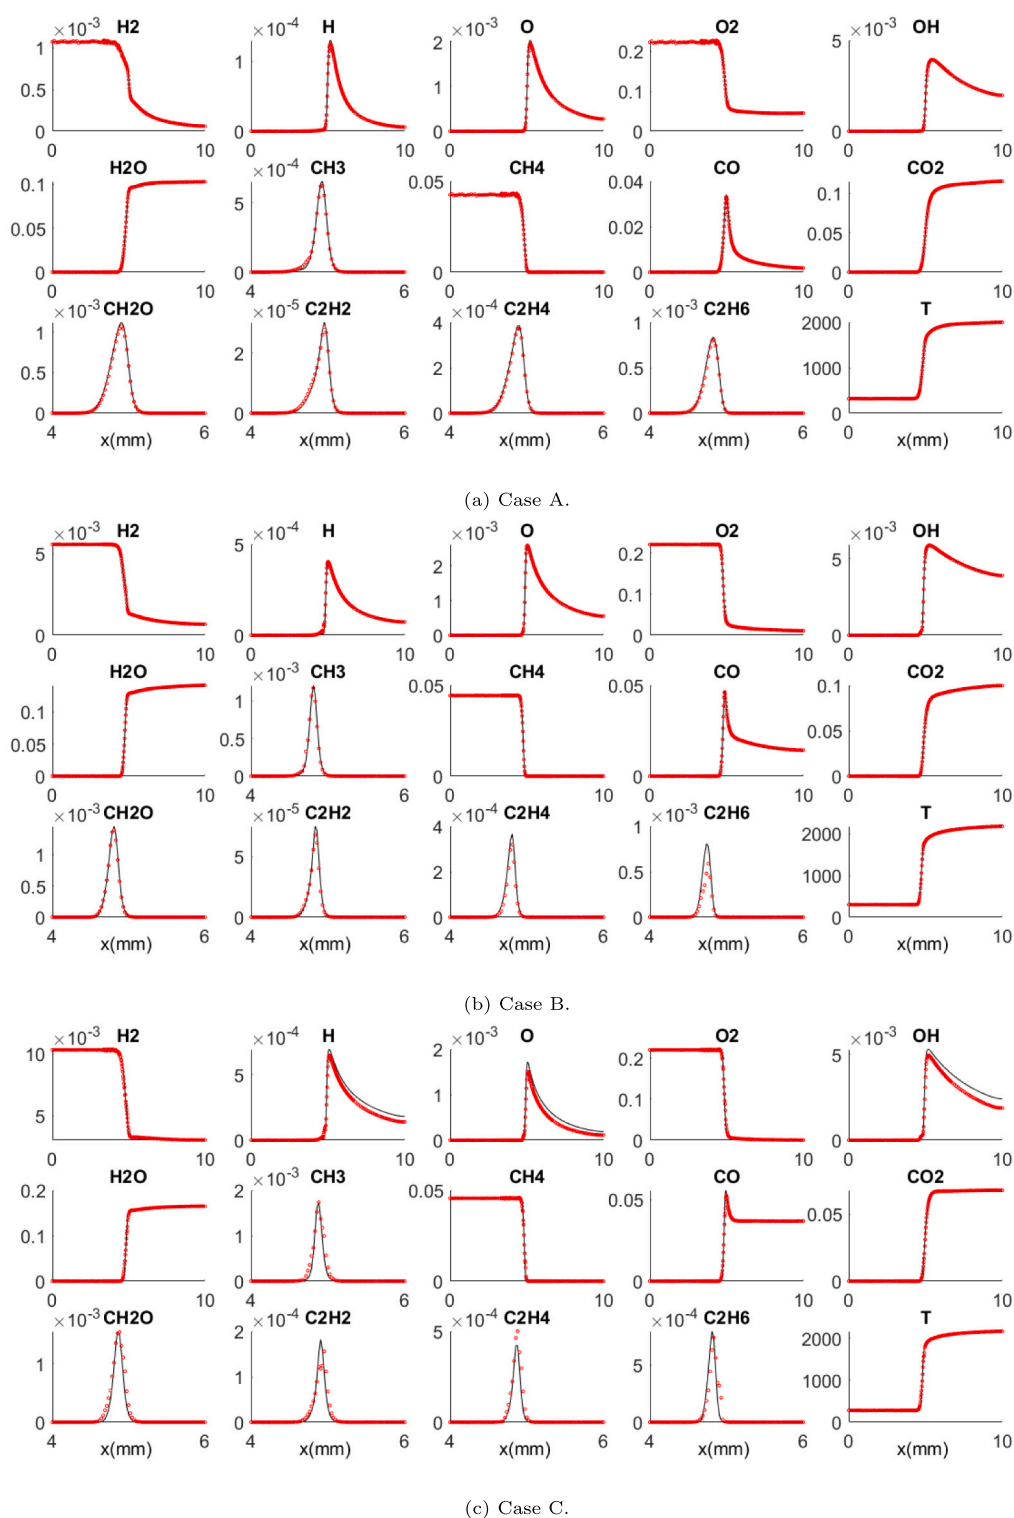 ×10⁻³ H2 ×10⁻⁴ H ×10⁻³ O O2 ×10⁻³ OH
1 0.5 0 1 0 2 1 0 0.2 0.1 0 5 0
0 10 0 10 0 10 0 10 0 10
H2O ×10⁻⁴ CH3 CH4 CO CO2
0.1 0.05 0 5 0 0.05 0 0.04 0.02 0 0.1 0.05 0
0 10 4 6 0 10 0 10 0 10
×10⁻³ CH2O ×10⁻⁵ C2H2 ×10⁻⁴ C2H4 ×10⁻³ C2H6 T
1 0.5 0 2 0 4 2 0 1 0.5 0 2000 1000 0
4 6 4 6 4 6 4 6 0 10
x(mm) x(mm) x(mm) x(mm) x(mm)
(a) Case A.
×10⁻³ H2 ×10⁻⁴ H ×10⁻³ O O2 ×10⁻³ OH
5 0 5 0 2 1 0 0.2 0.1 0 5 0
0 10 0 10 0 10 0 10 0 10
H2O ×10⁻³ CH3 CH4 CO CO2
0.1 0.05 0 1 0.5 0 0.05 0 0.05 0 0.1 0.05 0
0 10 4 6 0 10 0 10 0 10
×10⁻³ CH2O ×10⁻⁵ C2H2 ×10⁻⁴ C2H4 ×10⁻³ C2H6 T
1 0.5 0 5 0 4 2 0 1 0.5 0 2000 1000 0
4 6 4 6 4 6 4 6 0 10
x(mm) x(mm) x(mm) x(mm) x(mm)
(b) Case B.
×10⁻³ H2 ×10⁻⁴ H ×10⁻³ O O2 ×10⁻³ OH
10 5 5 0 2 1 0 0.2 0.1 0 5 0
0 10 0 10 0 10 0 10 0 10
H2O ×10⁻³ CH3 CH4 CO CO2
0.2 0.1 0 2 1 0 0.05 0 0.05 0 0.05 0
0 10 4 6 0 10 0 10 0 10
×10⁻³ CH2O ×10⁻⁴ C2H2 ×10⁻⁴ C2H4 ×10⁻⁴ C2H6 T
1 0 2 1 0 5 0 5 0 2000 1000 0
4 6 4 6 4 6 4 6 0 10
x(mm) x(mm) x(mm) x(mm) x(mm)
(c) Case C.